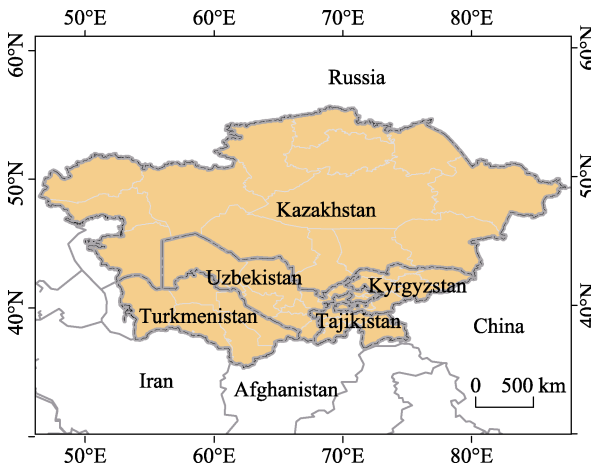 50°E 60°E 70°E 80°E
60°N 60°N
Russia
50°N 50°N
Kazakhstan
Uzbekistan Kyrgyzstan
40°N 40°N
Turkmenistan Tajikistan
China
Iran Afghanistan
0 500 km
50°E 60°E 70°E 80°E